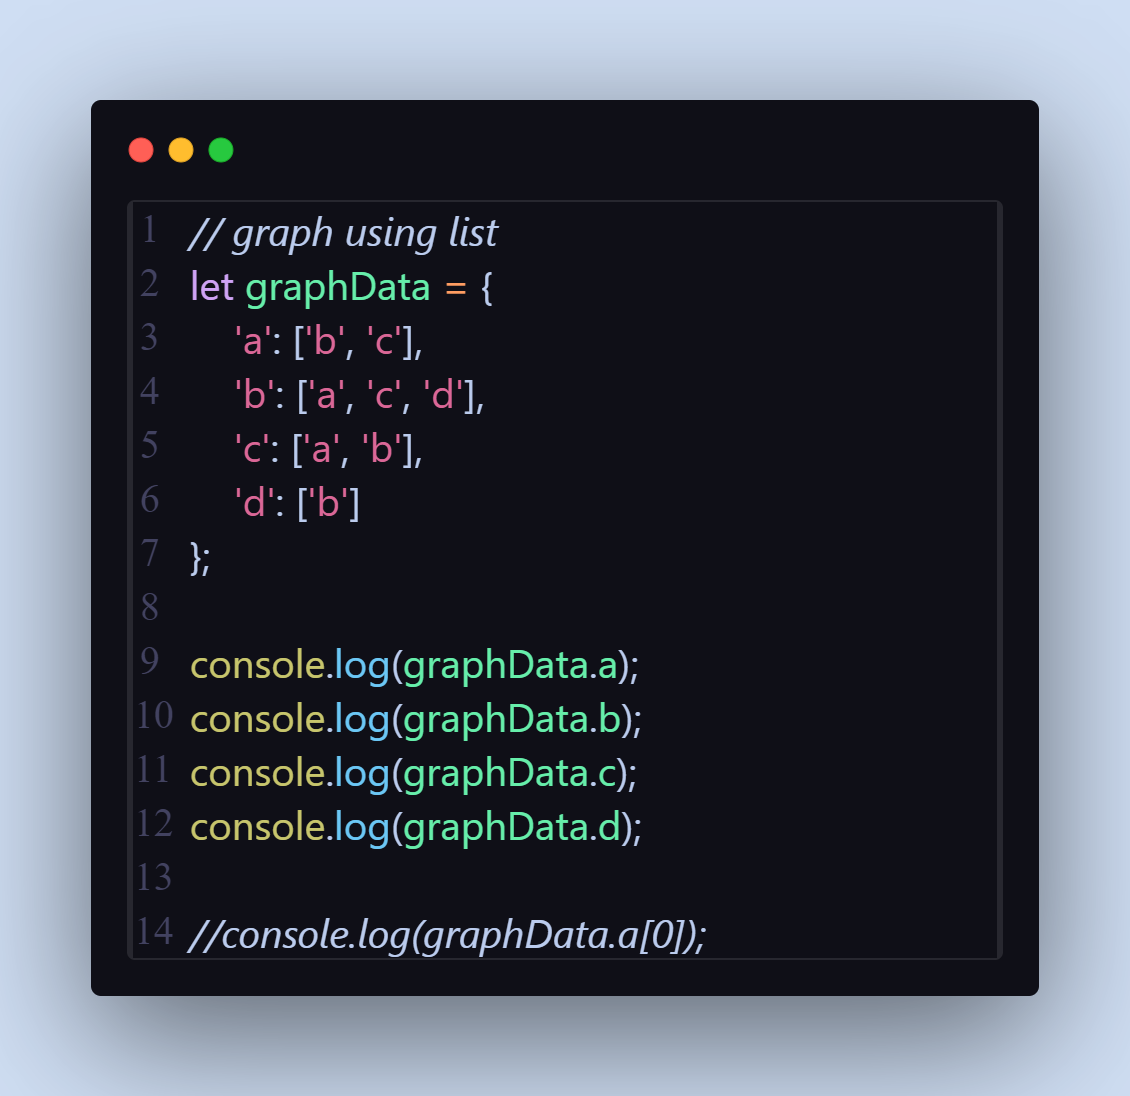 1 // graph using list
2 let graphData = {
3     'a': ['b', 'c'],
4     'b': ['a', 'c', 'd'],
5     'c': ['a', 'b'],
6     'd': ['b']
7 };
8
9 console.log(graphData.a);
10 console.log(graphData.b);
11 console.log(graphData.c);
12 console.log(graphData.d);
13
14 //console.log(graphData.a[0]);